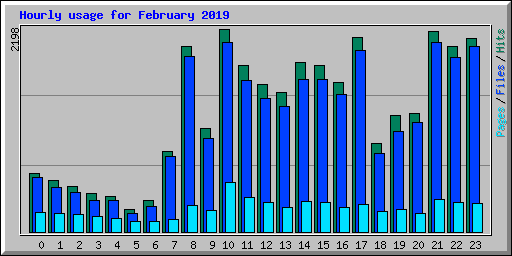 Hourly usage for February 2019
2198
Pages/Files/Hits
0 1 2 3 4 5 6 7 8 9 10 11 12 13 14 15 16 17 18 19 20 21 22 23